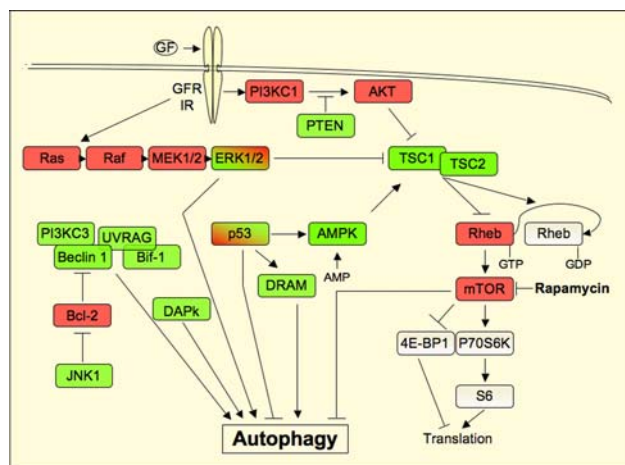 GF
GFR
IR
PI3KC1
AKT
PTEN
Ras
Raf
MEK1/2
ERK1/2
TSC1
TSC2
PI3KC3
UVRAG
Beclin 1
Bif-1
p53
AMPK
Rheb
Rheb
DRAM
AMP
GTP
GDP
Bcl-2
DAPk
mTOR
Rapamycin
JNK1
4E-BP1
P70S6K
S6
Autophagy
Translation